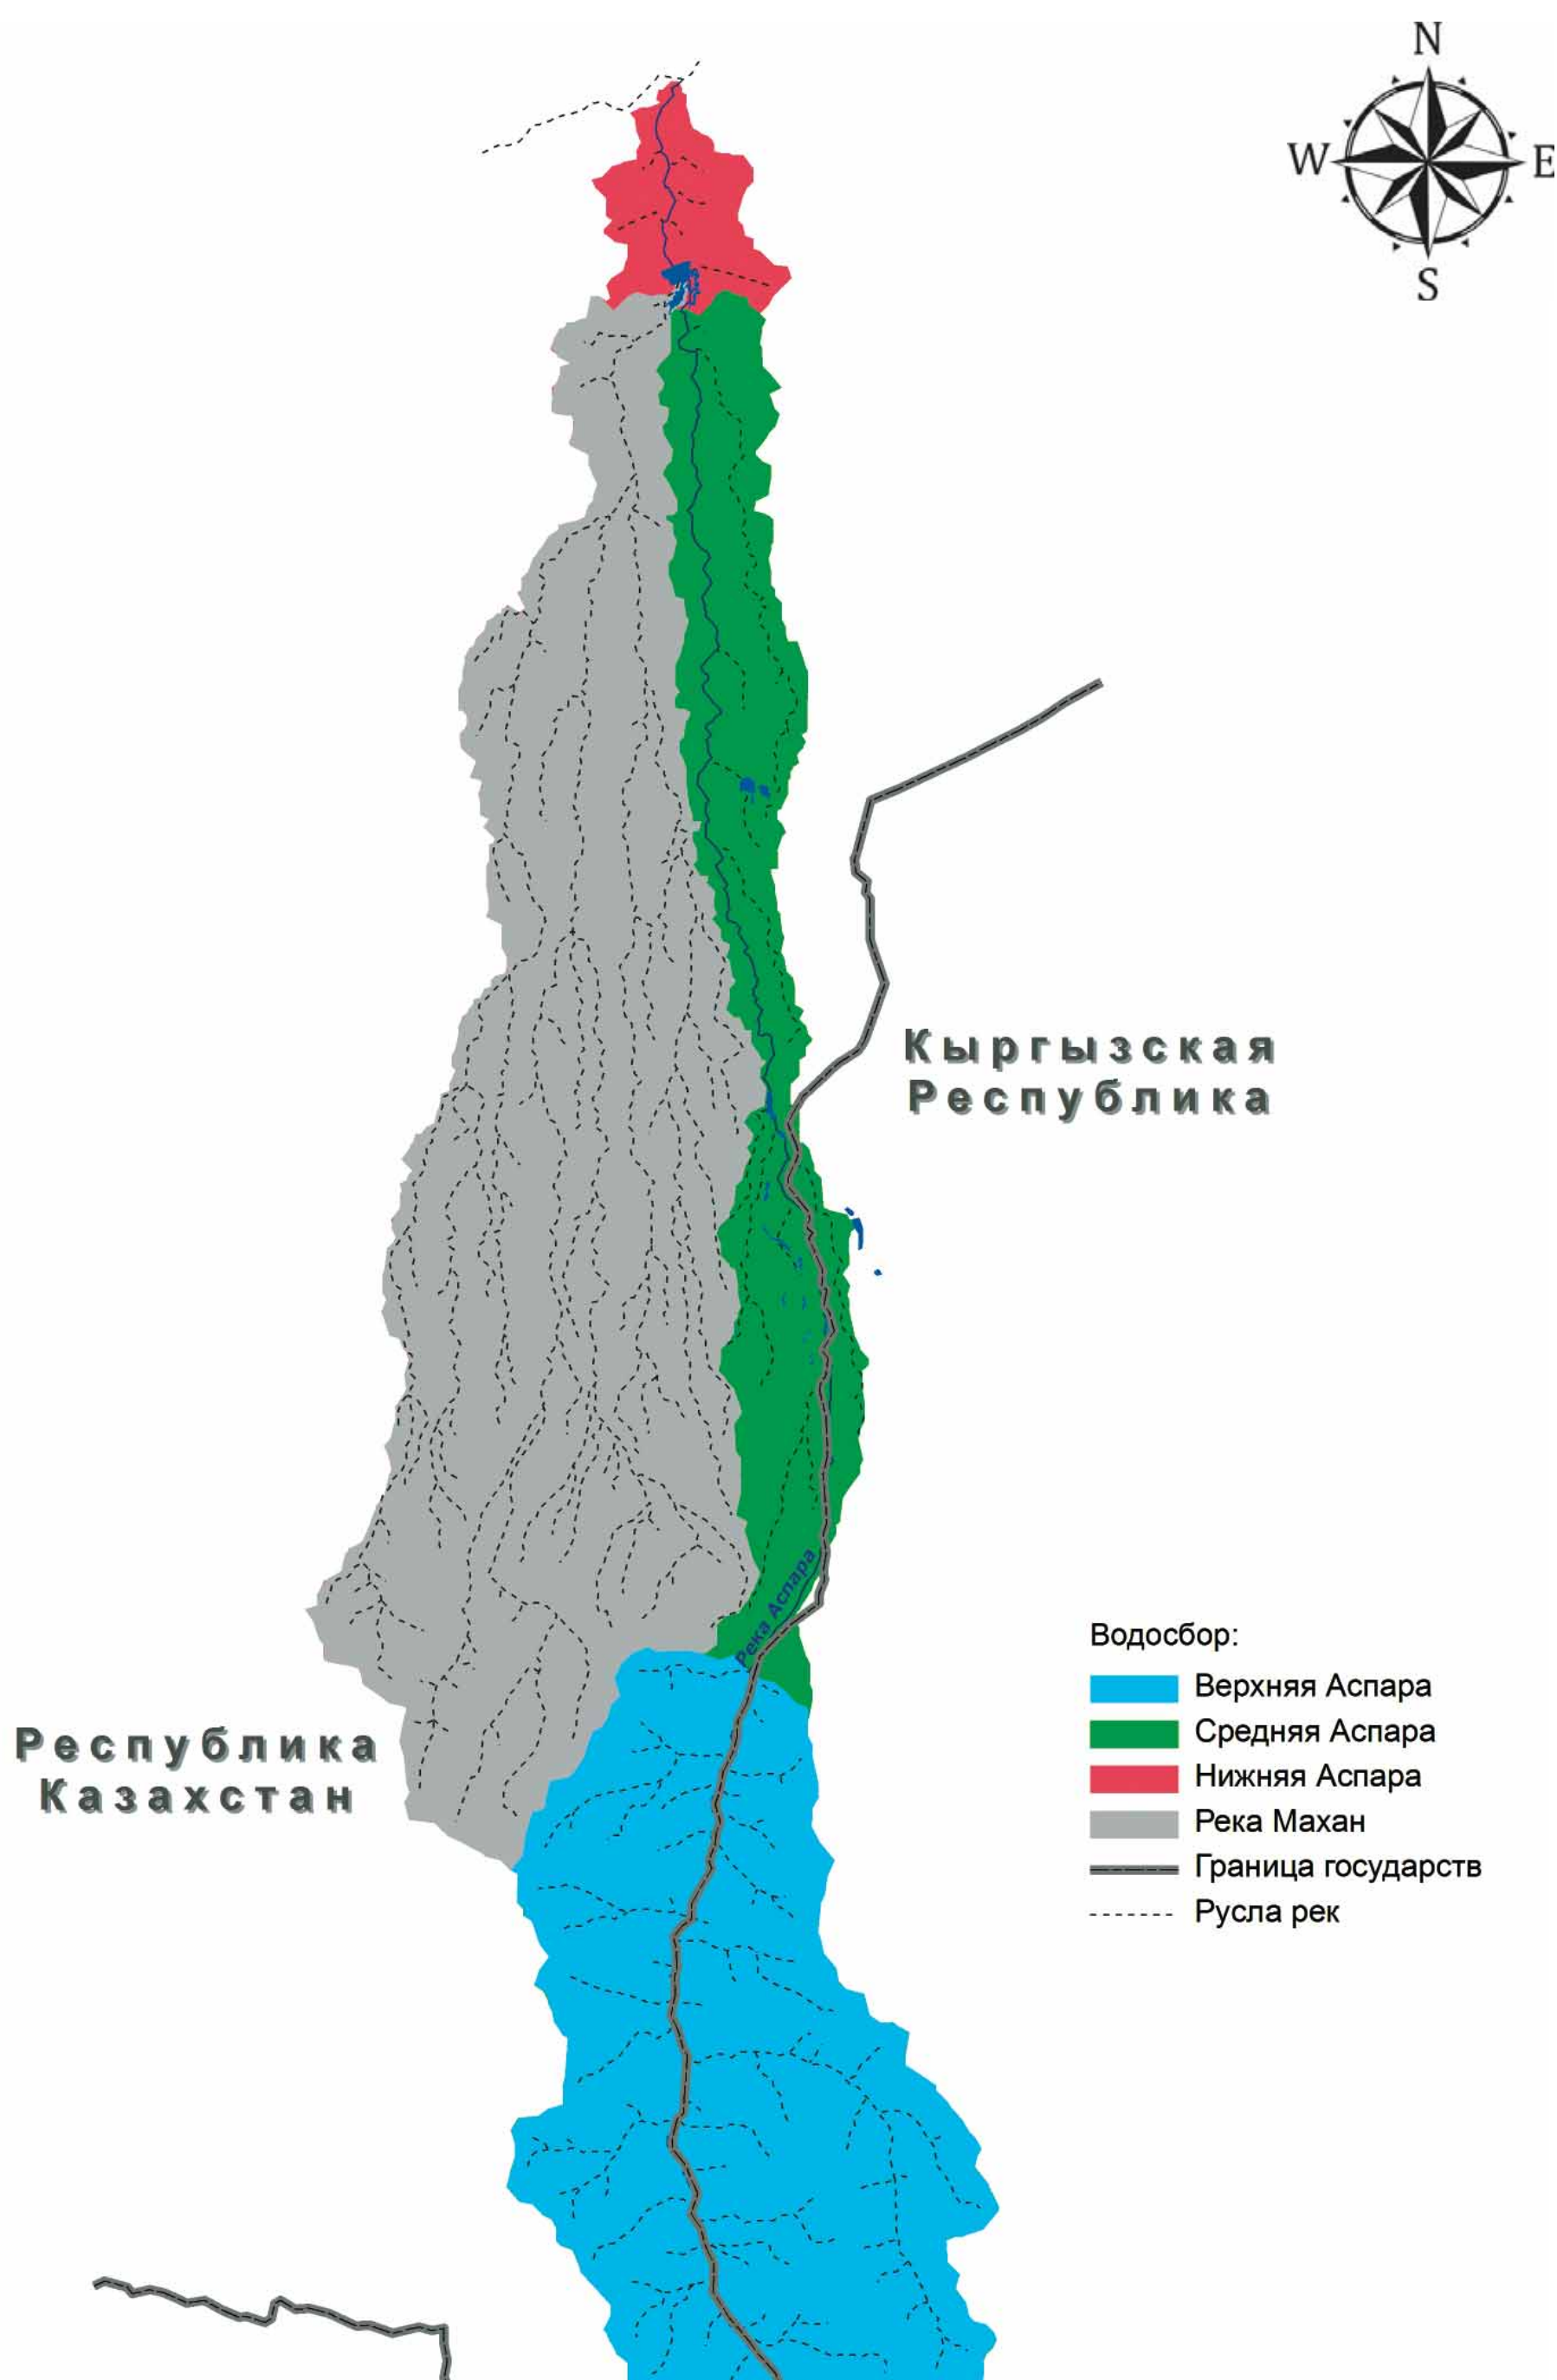 N
W
E
S
Кыргызская
Республика
Река Аспара
Республика
Казахстан
Водосбор:
Верхняя Аспара
Средняя Аспара
Нижняя Аспара
Река Махан
Граница государств
Русла рек